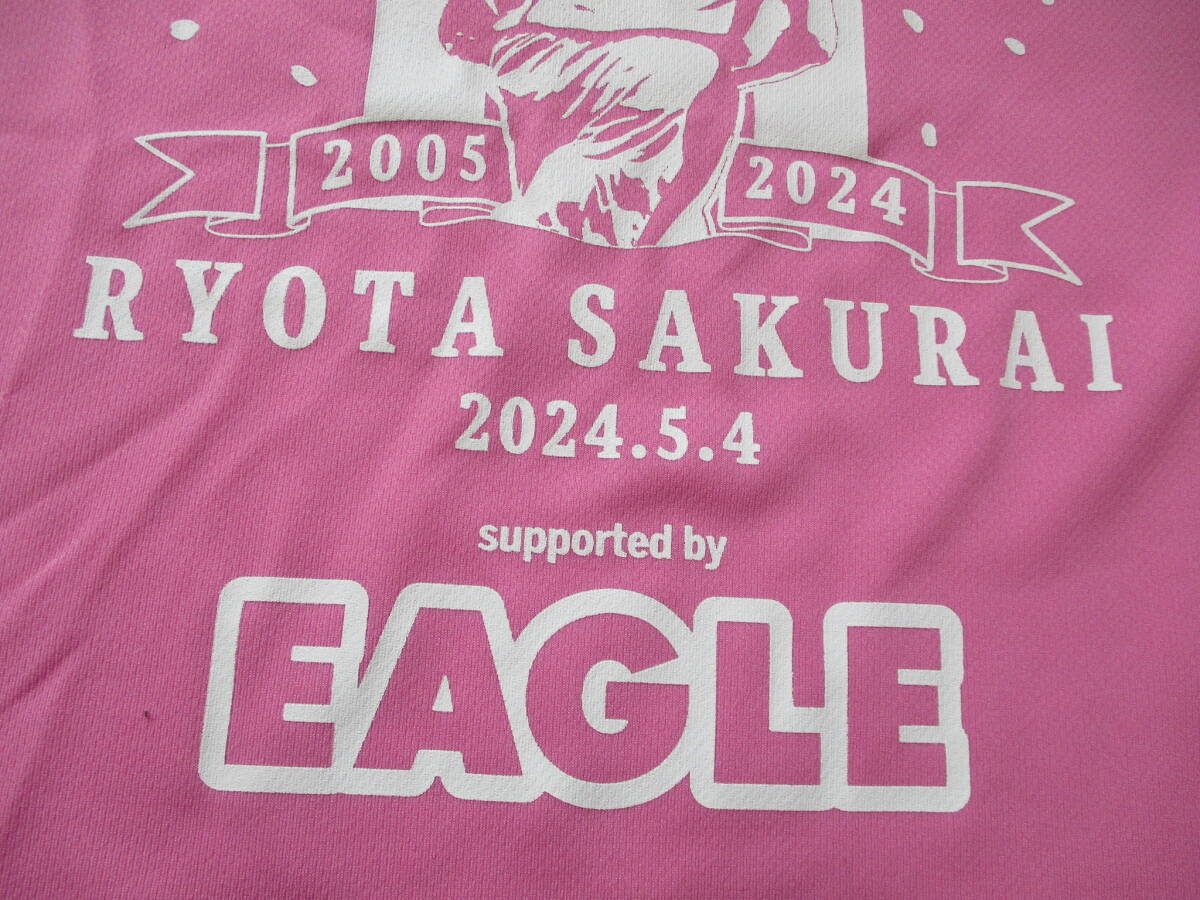 2005 2024
RYOTA SAKURAI
2024.5.4
supported by
EAGLE